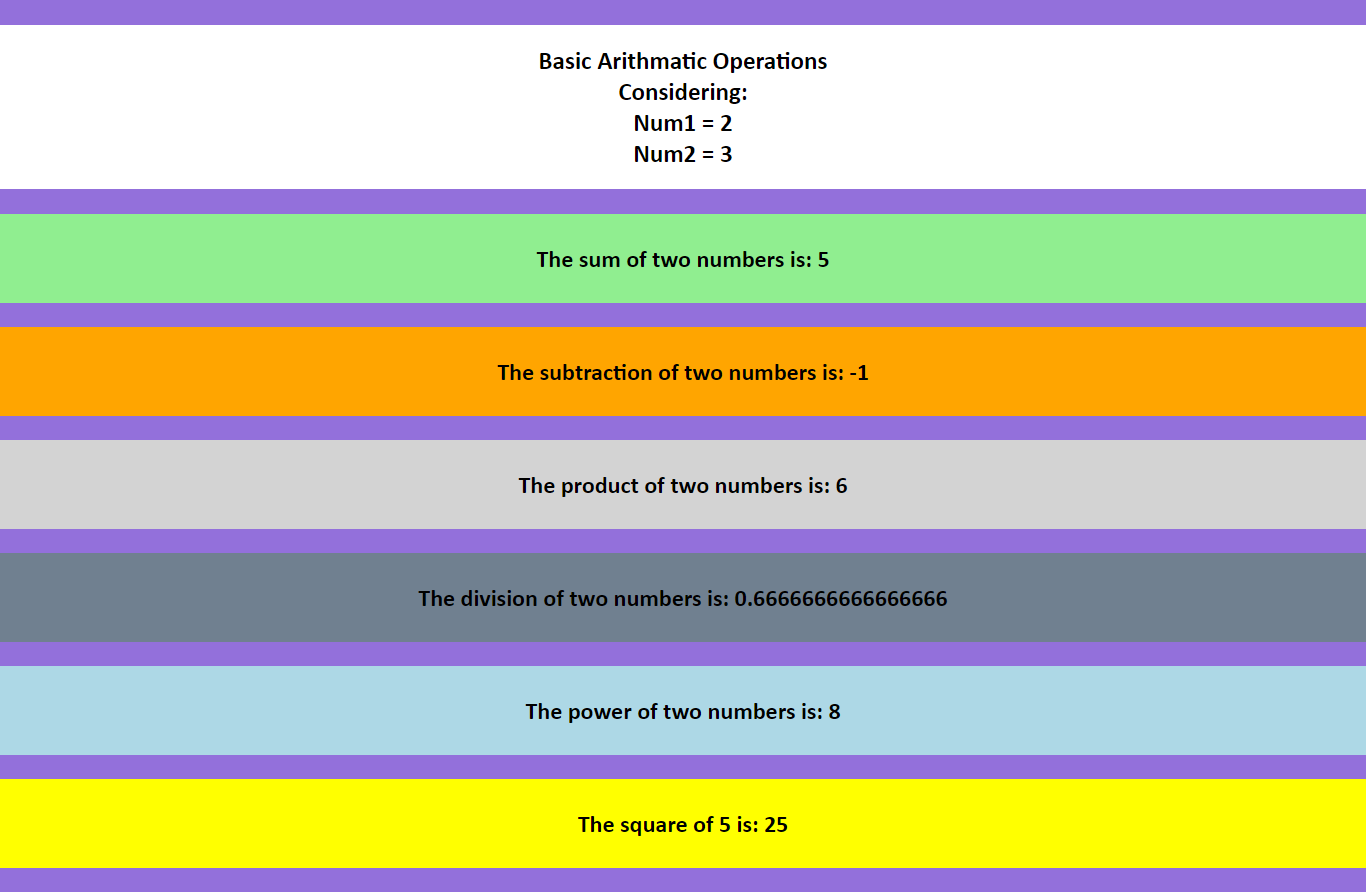 Basic Arithmatic Operations
Considering:
Num1 = 2
Num2 = 3
The sum of two numbers is: 5
The subtraction of two numbers is: -1
The product of two numbers is: 6
The division of two numbers is: 0.6666666666666666
The power of two numbers is: 8
The square of 5 is: 25